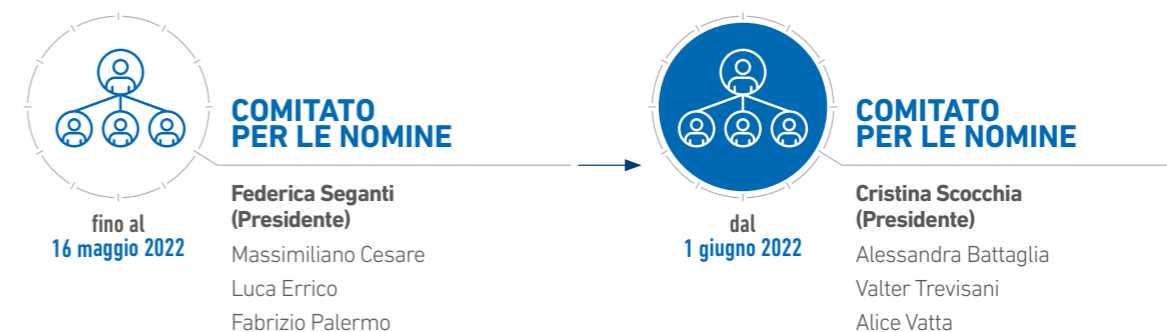 COMITATO
PER LE NOMINE
Federica Seganti
(Presidente)
Massimiliano Cesare
Luca Errico
Fabrizio Palermo
fino al
16 maggio 2022
COMITATO
PER LE NOMINE
Cristina Scocchia
(Presidente)
Alessandra Battaglia
Valter Trevisani
Alice Vatta
dal
1 giugno 2022